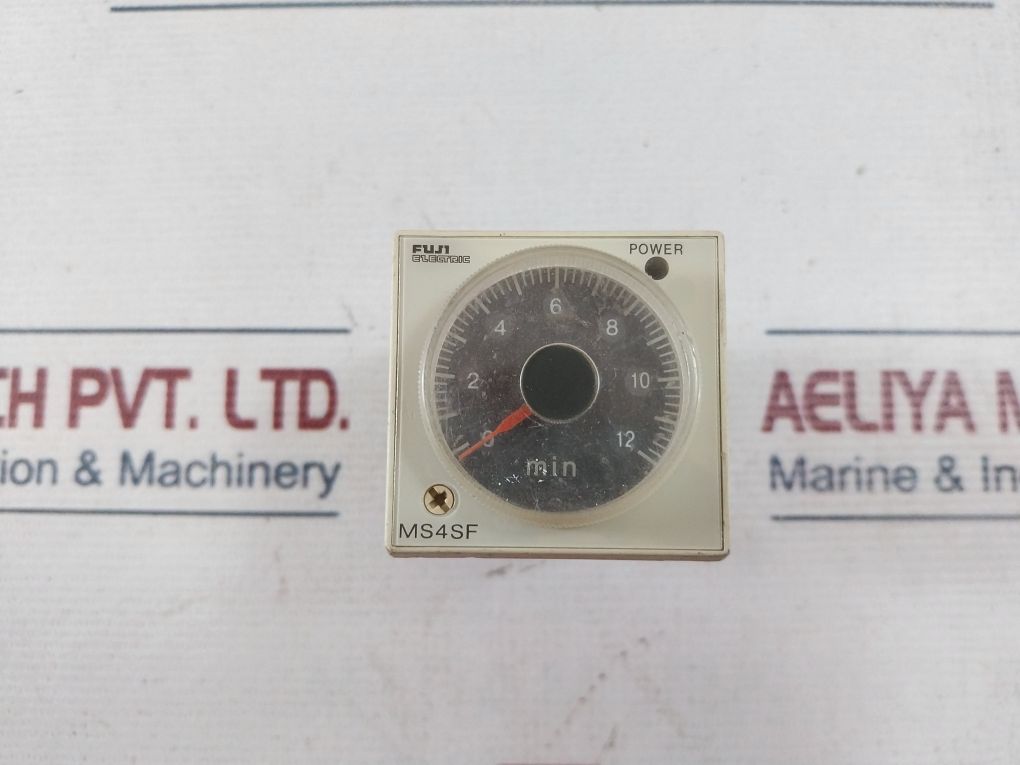 FUJI
ELECTRIC
POWER
6
4
8
2
10
0
12
min
MS4SF
CH PVT. LTD.
ion & Machinery
AELIYA M
Marine & Ind